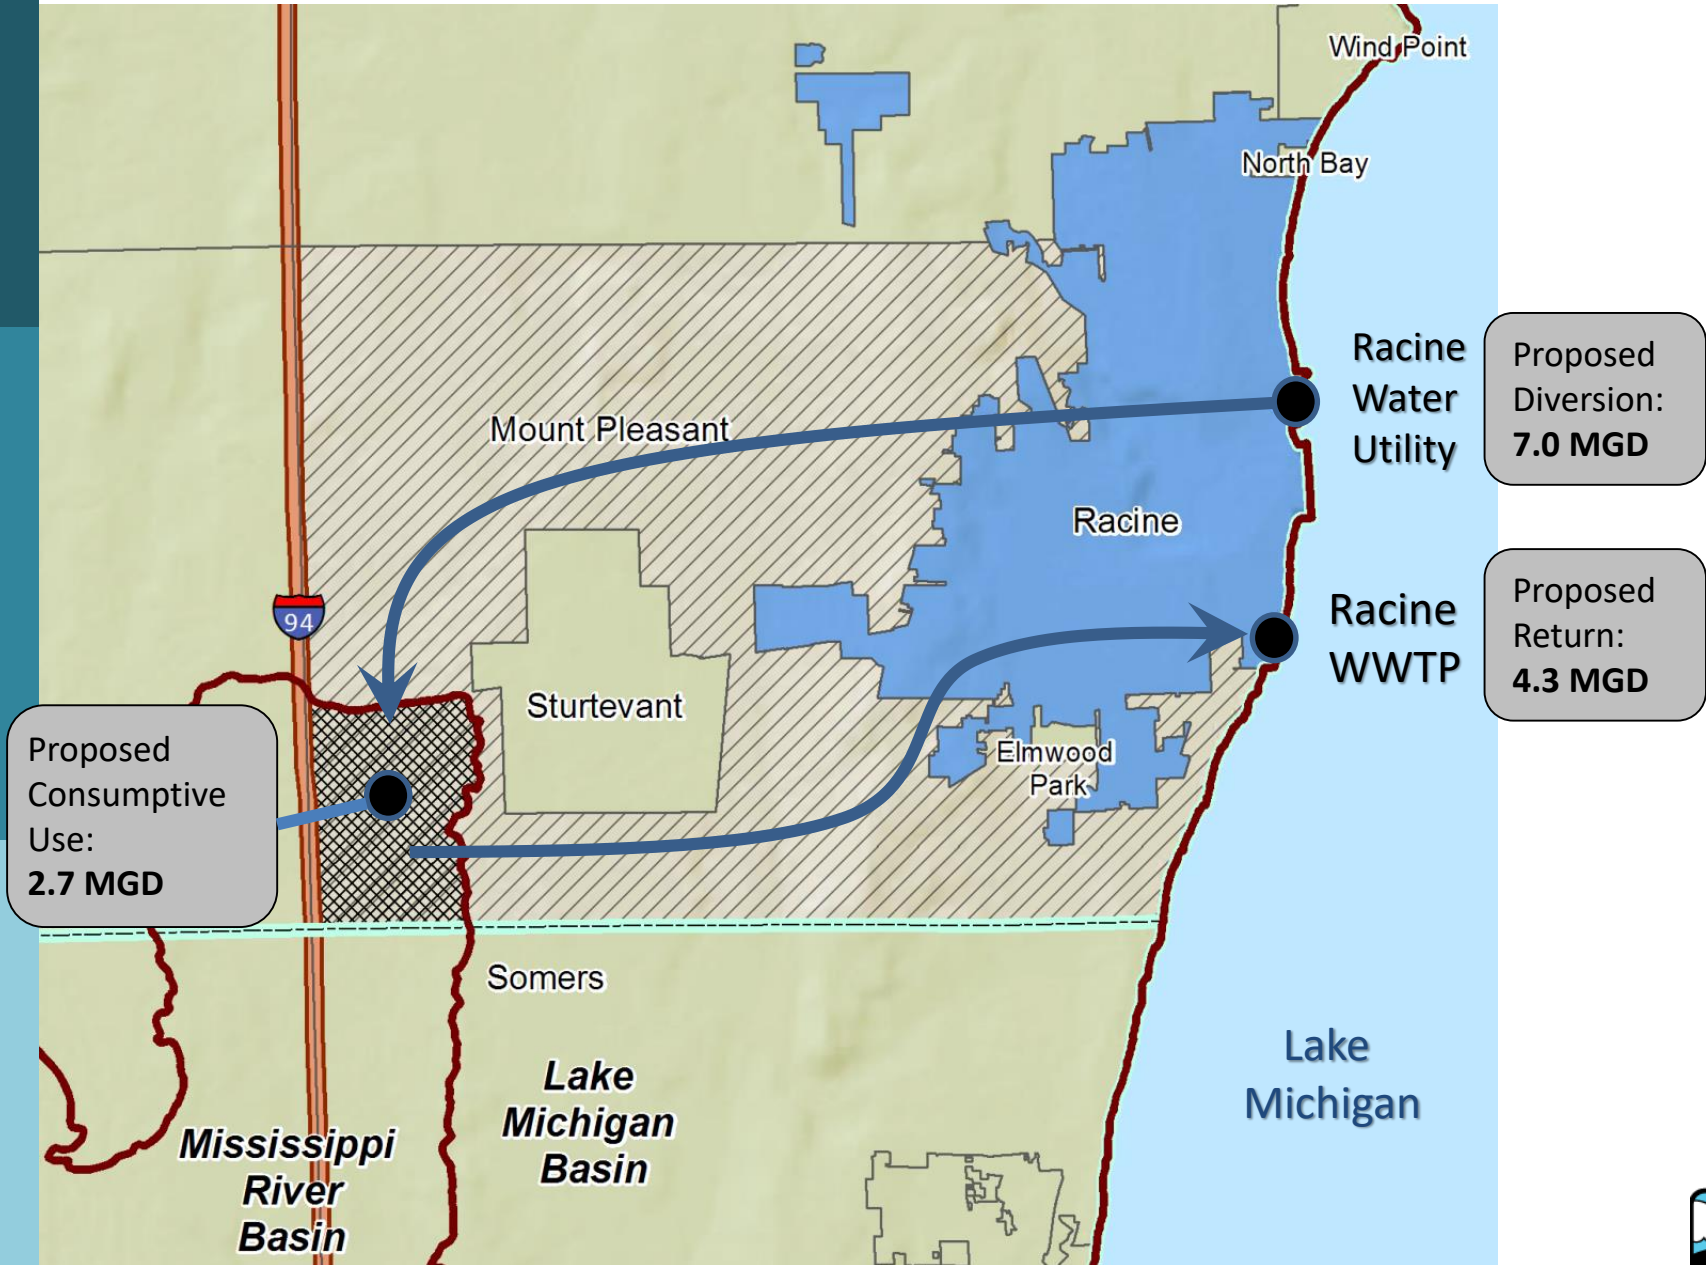 Wind Point
North Bay
Racine
Water
Utility
Proposed
Diversion:
7.0 MGD
Mount Pleasant
Racine
94
Racine
WWTP
Proposed
Return:
4.3 MGD
Sturtevant
Elmwood
Park
Proposed
Consumptive
Use:
2.7 MGD
Somers
Lake
Michigan
Basin
Lake
Michigan
Mississippi
River
Basin